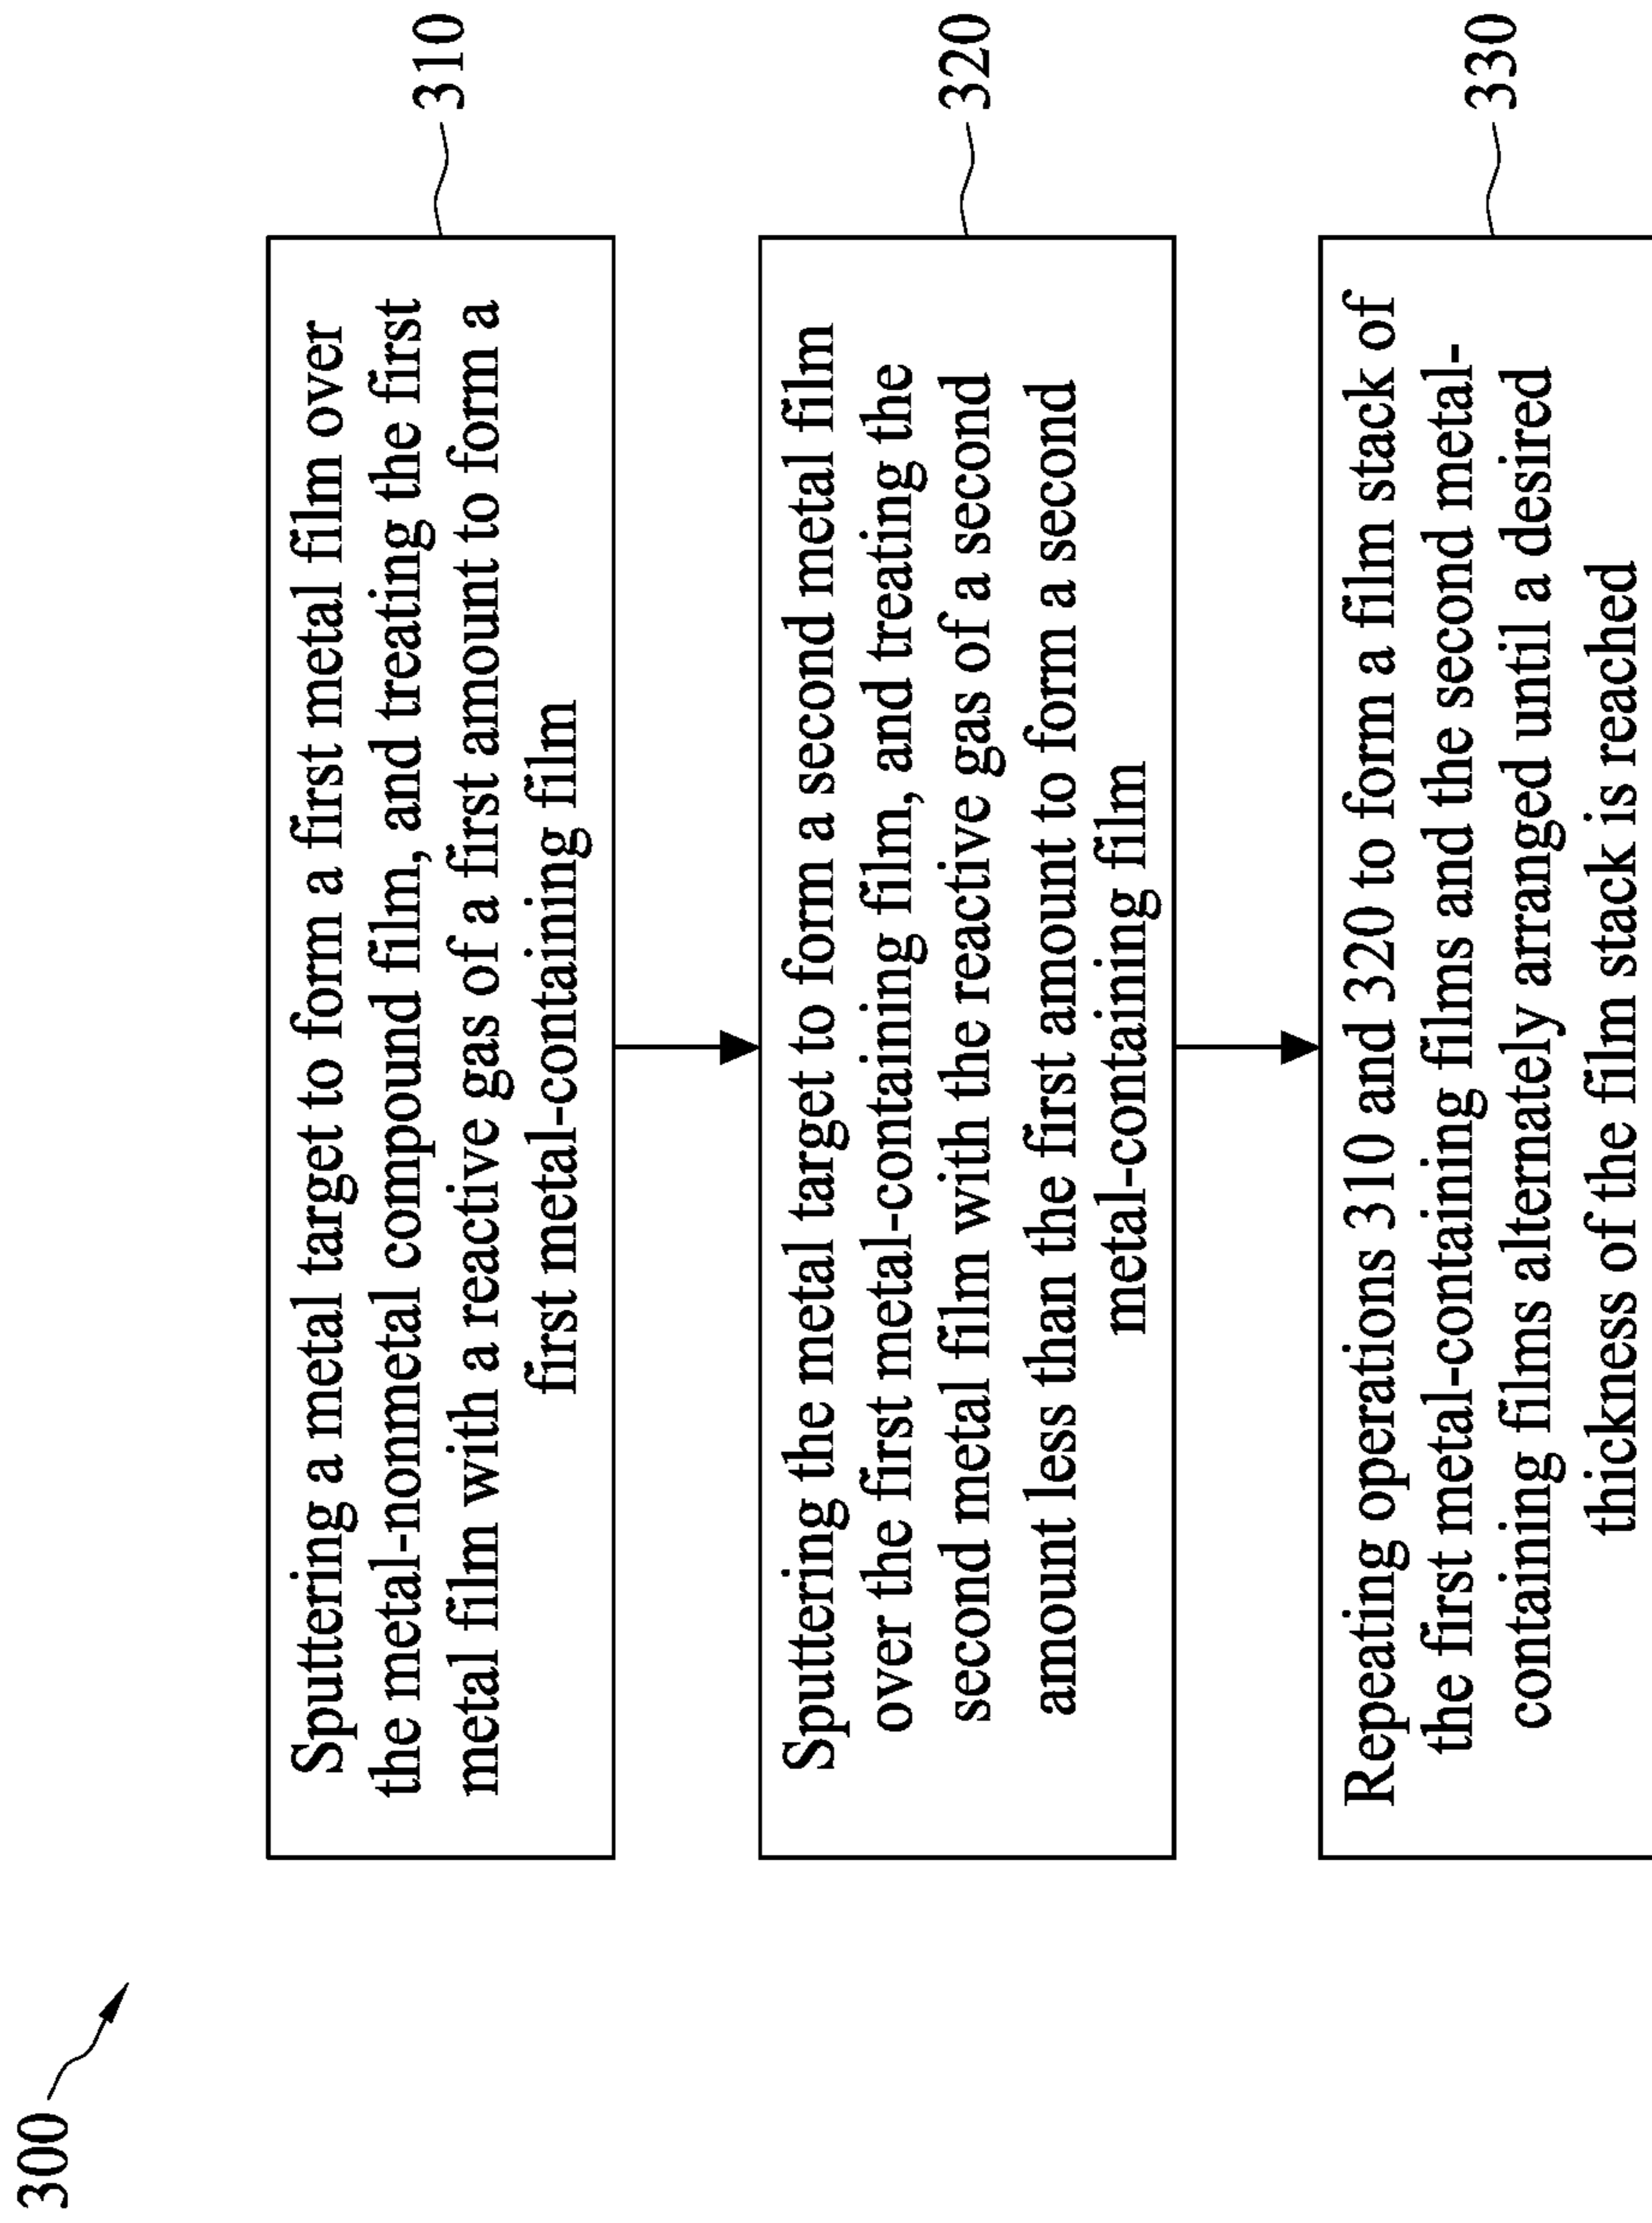 300
Sputtering a metal target to form a first metal film over
the metal-nonmetal compound film, and treating the first
metal film with a reactive gas of a first amount to form a
first metal-containing film
310
Sputtering the metal target to form a second metal film
over the first metal-containing film, and treating the
second metal film with the reactive gas of a second
amount less than the first amount to form a second
metal-containing film
320
Repeating operations 310 and 320 to form a film stack of
the first metal-containing films and the second metal-
containing films alternately arranged until a desired
thickness of the film stack is reached
330